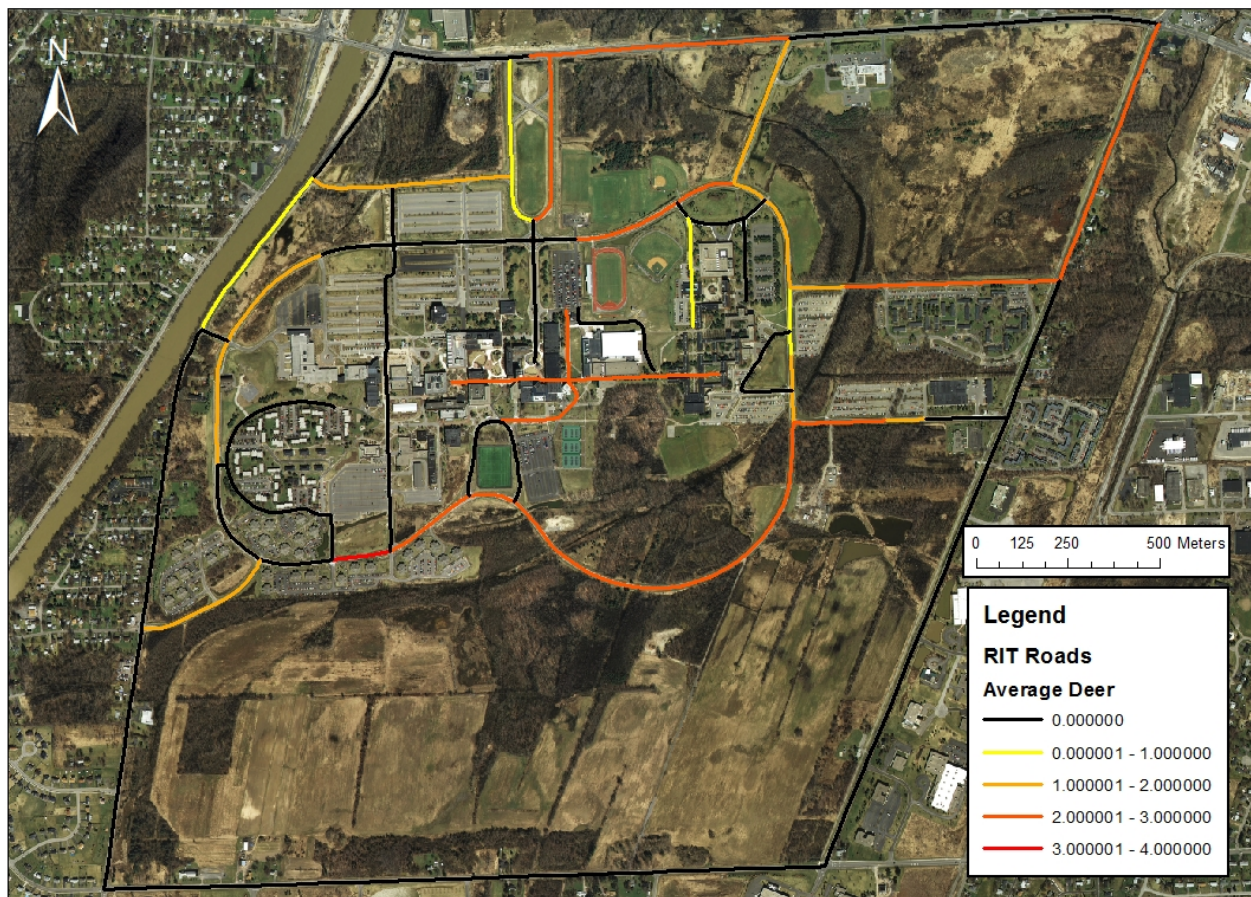 N
0 125 250 500 Meters
Legend
RIT Roads
Average Deer
0.000000
0.000001 - 1.000000
1.000001 - 2.000000
2.000001 - 3.000000
3.000001 - 4.000000